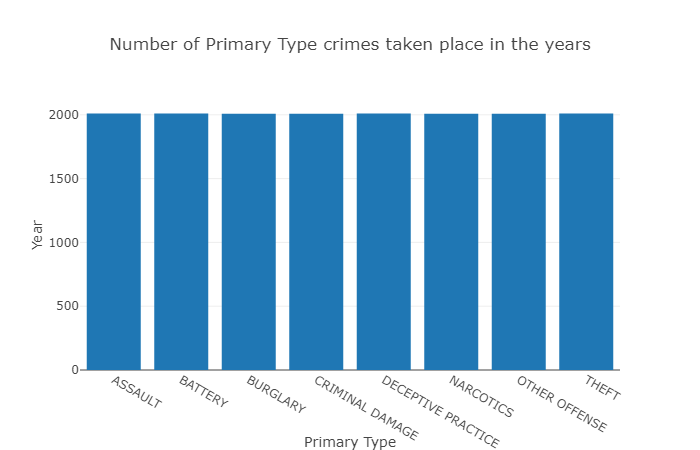 Number of Primary Type crimes taken place in the years
Year
2000
1500
1000
500
0
ASSAULT
BATTERY
BURGLARY
CRIMINAL DAMAGE
DECEPTIVE PRACTICE
NARCOTICS
OTHER OFFENSE
THEFT
Primary Type